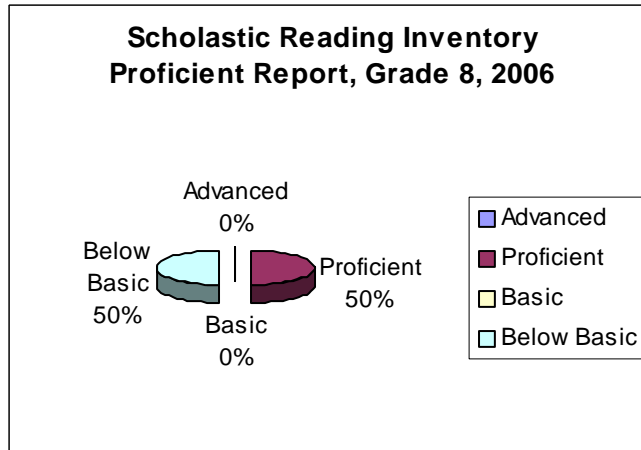 Scholastic Reading Inventory
Proficient Report, Grade 8, 2006
Advanced
0%
Below
Basic
50%
Proficient
50%
Basic
0%
Advanced
Proficient
Basic
Below Basic